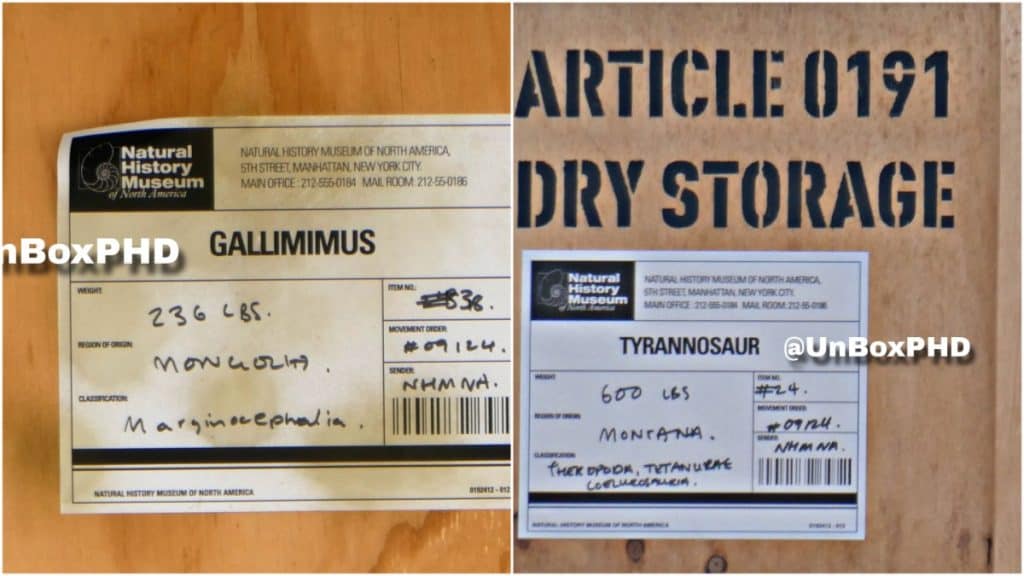 Natural
History
Museum
of North America
NATURAL HISTORY MUSEUM OF NORTH AMERICA,
5TH STREET, MANHATTAN, NEW YORK CITY.
MAIN OFFICE : 212-555-0184 MAIL ROOM: 212-55-0186
nBoxPHD
GALLIMIMUS
WEIGHT:
236 LBS.
REGION OF ORIGIN:
MONGOLIA.
CLASSIFICATION:
Marginocephalia.
ITEM NO.:
#838.
MOVEMENT ORDER:
#09124.
SENDER:
NHMNA.
NATURAL HISTORY MUSEUM OF NORTH AMERICA
0192412 - 012
ARTICLE 0191
DRY STORAGE
Natural
History
Museum
of North America
NATURAL HISTORY MUSEUM OF NORTH AMERICA,
5TH STREET, MANHATTAN, NEW YORK CITY.
MAIN OFFICE : 212-555-0184 MAIL ROOM: 212-55-0186
TYRANNOSAUR
@UnBoxPHD
WEIGHT:
600 LBS
REGION OF ORIGIN:
MONTANA.
CLASSIFICATION:
THEROPODA, TETANURAE
COELUROSAURIA.
ITEM NO.:
#24.
MOVEMENT ORDER:
#09124.
SENDER:
NHMNA.
NATURAL HISTORY MUSEUM OF NORTH AMERICA
0192412 - 012